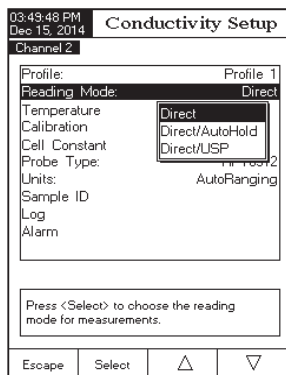 03:49:48 PM
Dec 15, 2014
Conductivity Setup
Channel 2
Profile: Profile 1
Reading Mode: Direct
Temperature
Calibration
Cell Constant
Probe Type:
Units: AutoRanging
Sample ID
Log
Alarm
Direct
Direct/AutoHold
Direct/USP
Press <Select> to choose the reading
mode for measurements.
Escape Select